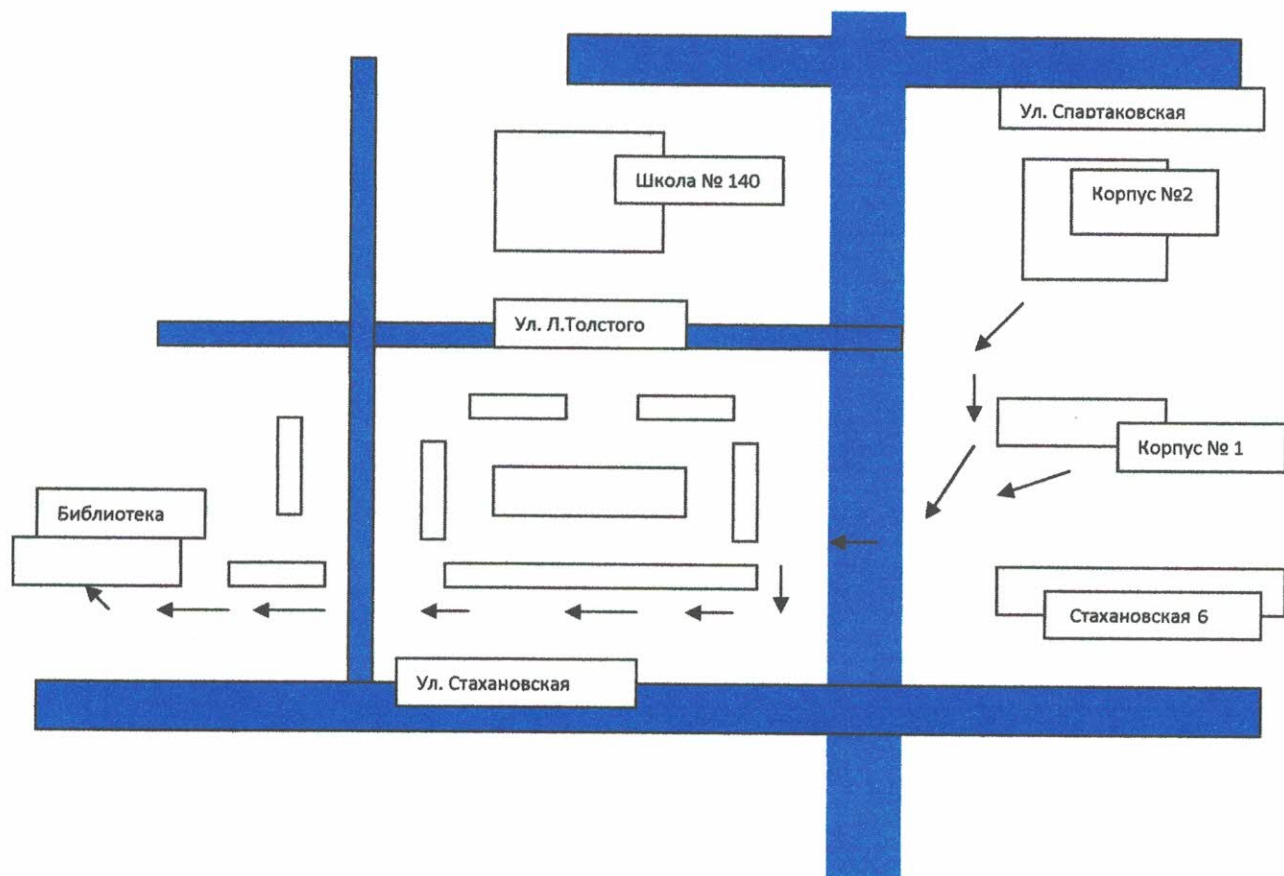 Ул. Спартаковская
Школа № 140
Корпус №2
Ул. Л.Толстого
Корпус № 1
Библиотека
Стахановская 6
Ул. Стахановская